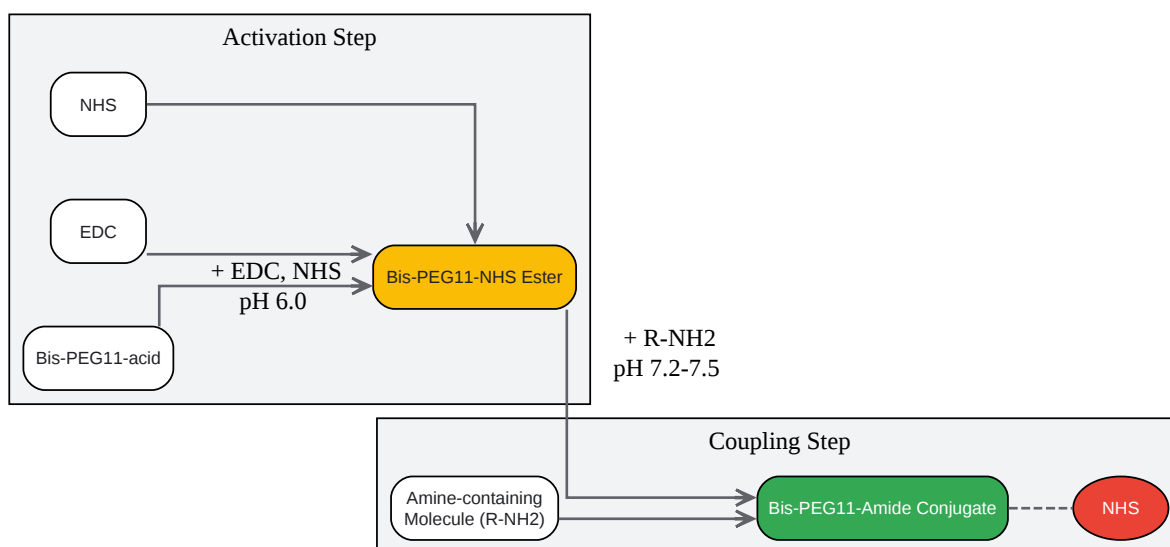 Activation Step
NHS
EDC
+ EDC, NHS
pH 6.0
Bis-PEG11-NHS Ester
Bis-PEG11-acid
+ R-NH2
pH 7.2-7.5
Coupling Step
Amine-containing
Molecule (R-NH2)
Bis-PEG11-Amide Conjugate
NHS